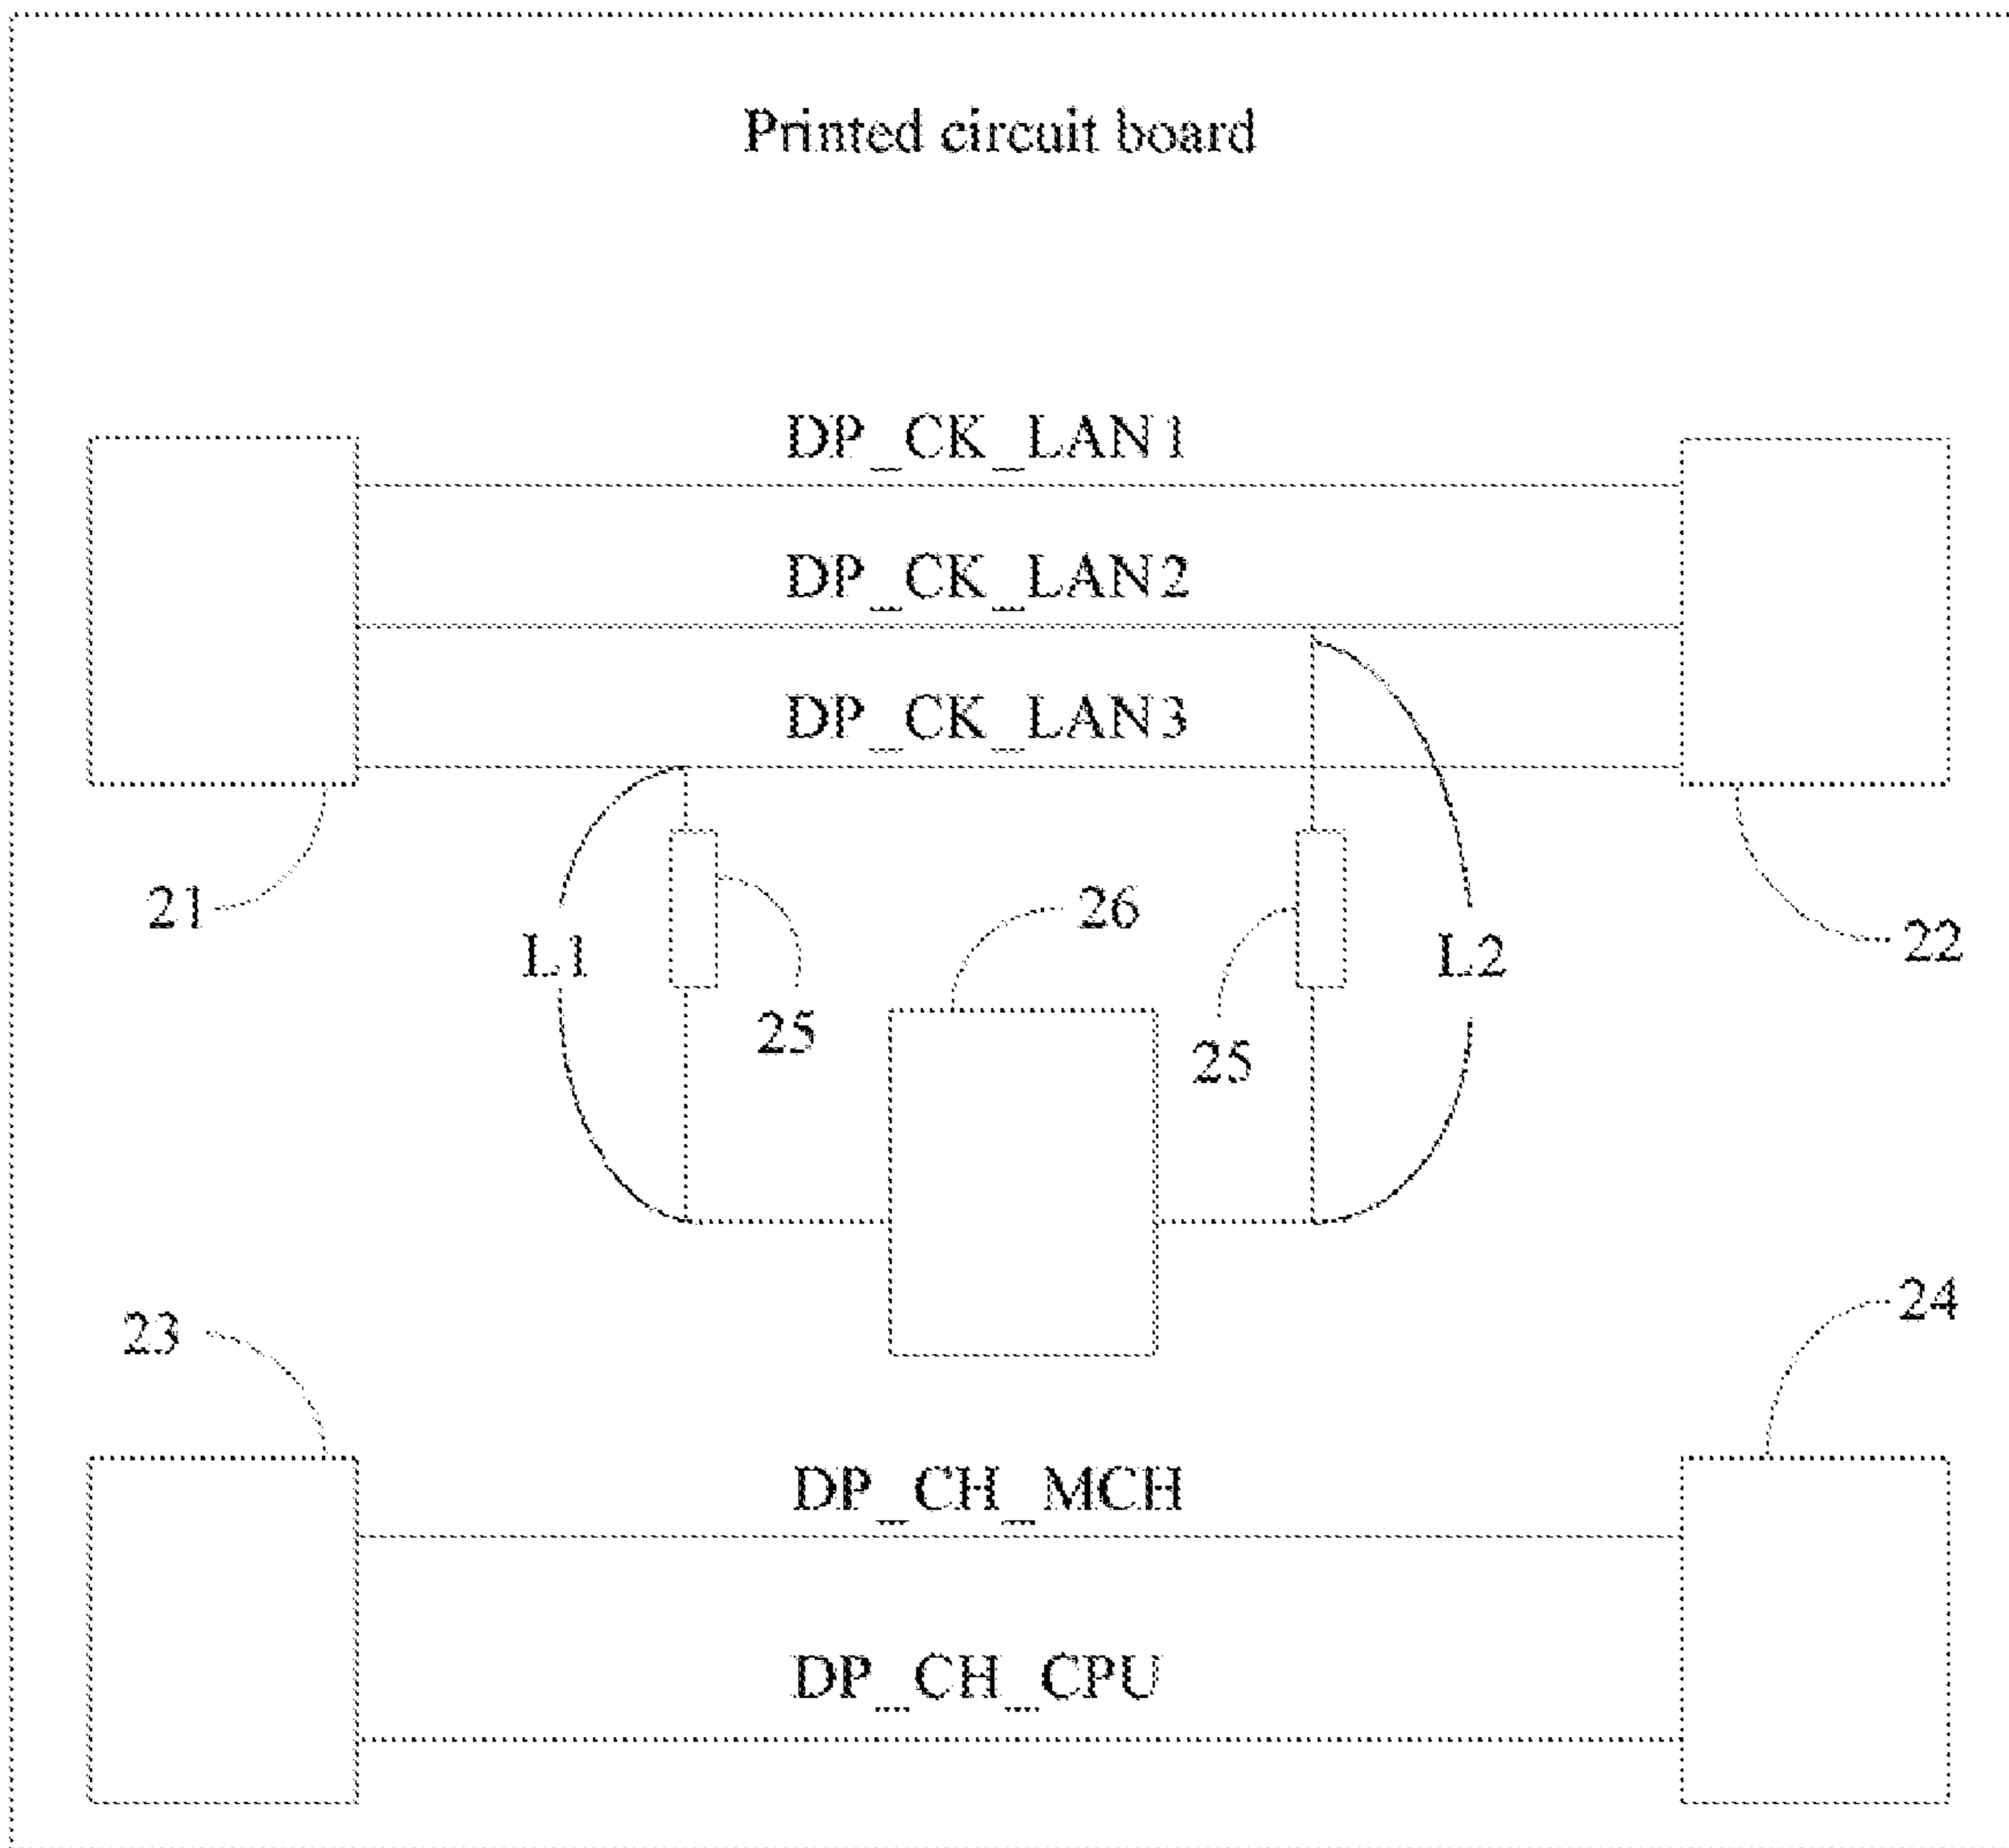 Printed circuit board
DP_CK_LAN1
DP_CK_LAN2
DP_CK_LAN3
21
L1
25
26
25
L2
22
23
24
DP_CH_MCH
DP_CH_CPU